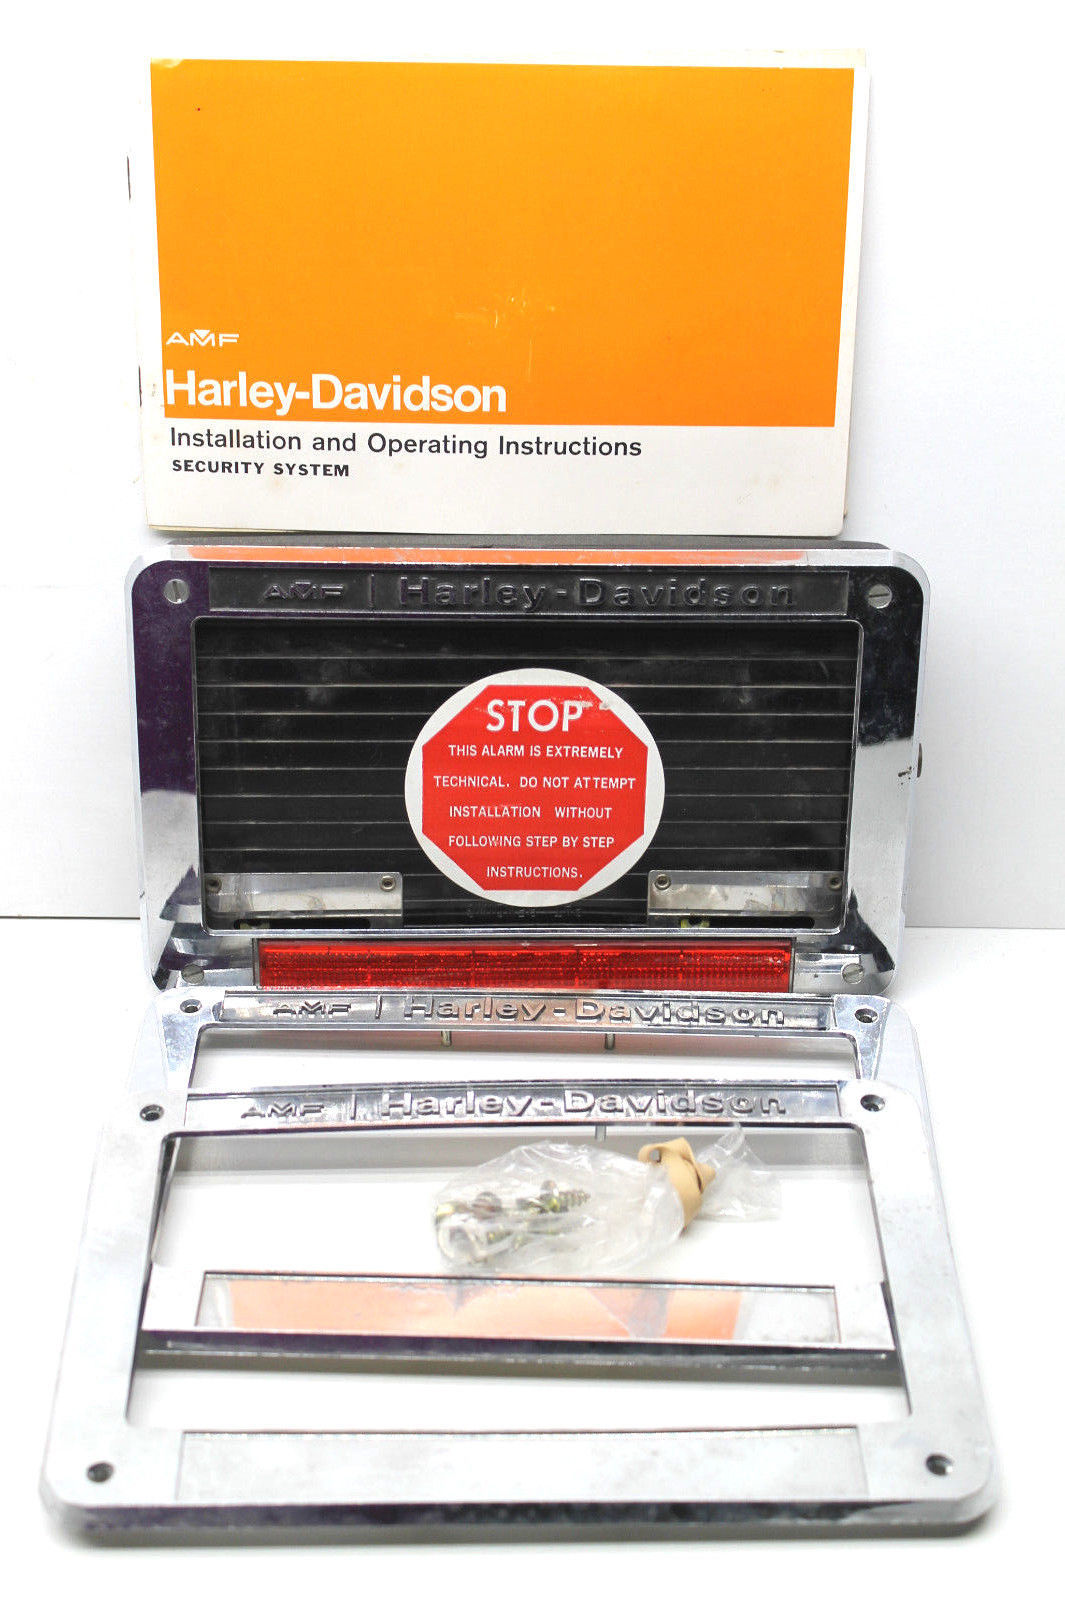 AMF
Harley-Davidson
Installation and Operating Instructions
SECURITY SYSTEM
AMF | Harley-Davidson
STOP
THIS ALARM IS EXTREMELY
TECHNICAL. DO NOT ATTEMPT
INSTALLATION WITHOUT
FOLLOWING STEP BY STEP
INSTRUCTIONS.
AMF | Harley-Davidson
AMF | Harley-Davidson